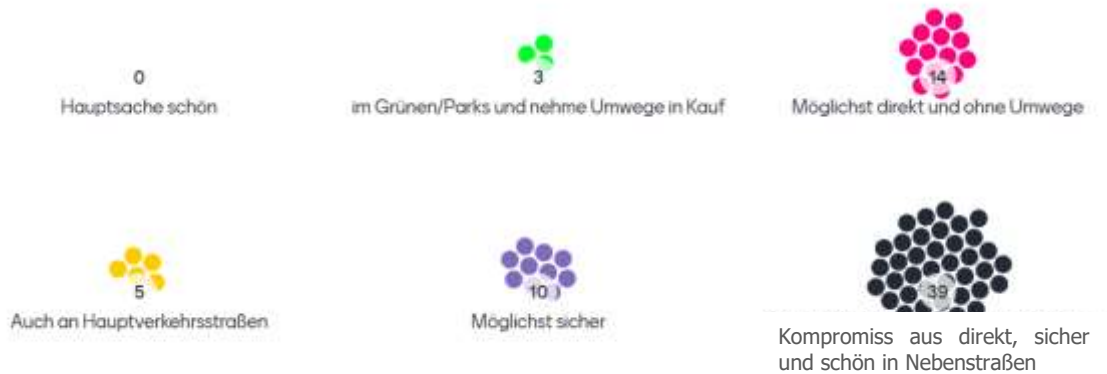 0
Hauptsache schön
3
im Grünen/Parks und nehme Umwege in Kauf
14
Möglichst direkt und ohne Umwege
5
Auch an Hauptverkehrsstraßen
10
Möglichst sicher
39
Kompromiss aus direkt, sicher
und schön in Nebenstraßen